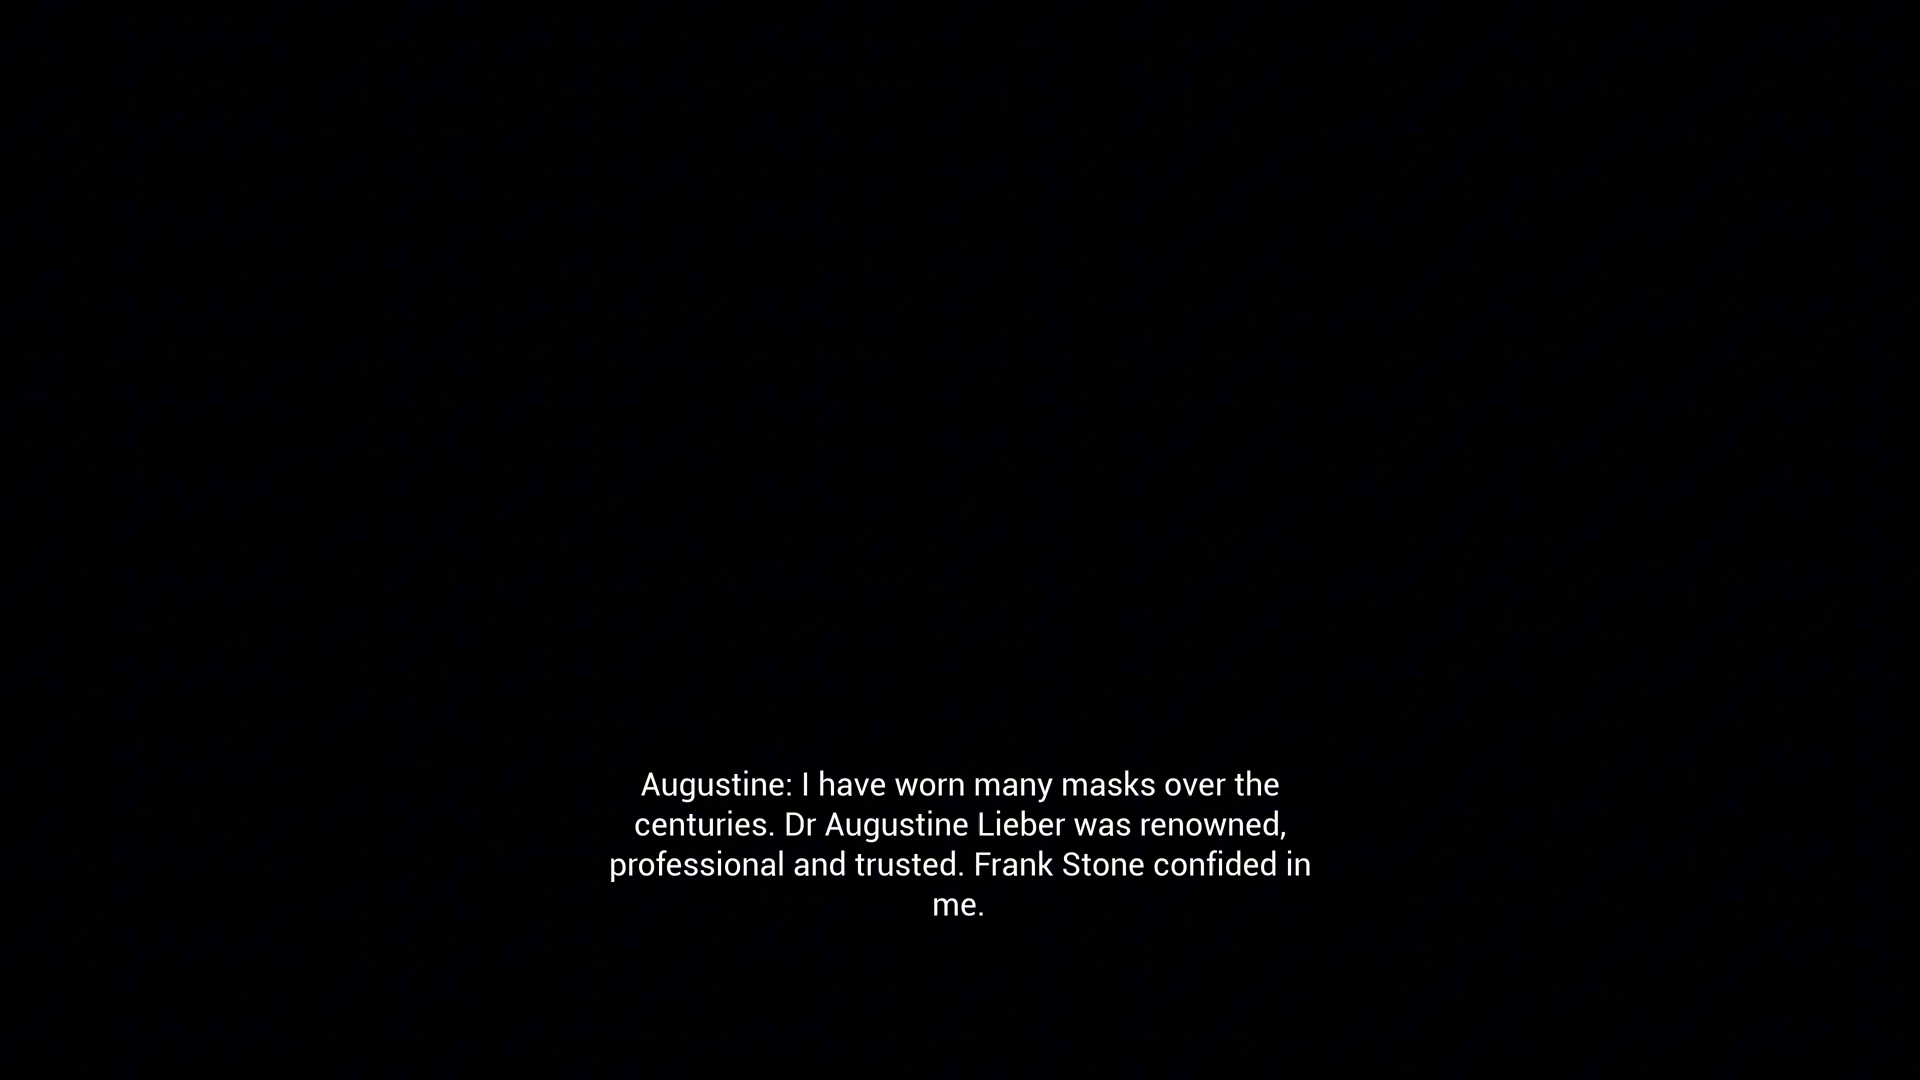 Augustine: I have worn many masks over the
centuries. Dr Augustine Lieber was renowned,
professional and trusted. Frank Stone confided in
me.